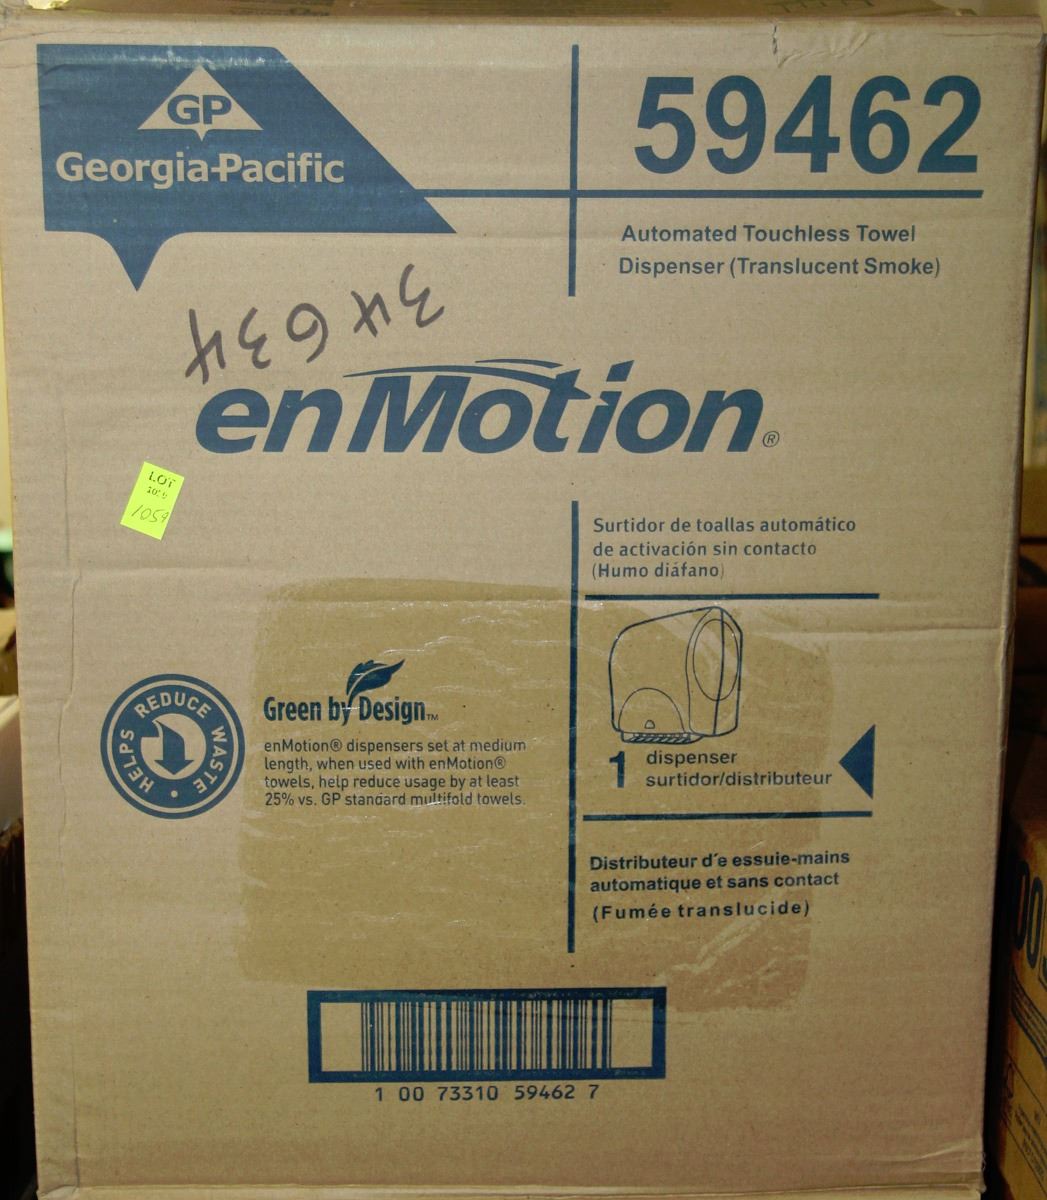 GP
Georgia-Pacific
59462
Automated Touchless Towel
Dispenser (Translucent Smoke)
34634
enMotion®
LOT
1059
Surtidor de toallas automático
de activación sin contacto
(Humo diáfano)
HELPS REDUCE WASTE
Green by Design™
enMotion® dispensers set at medium
length, when used with enMotion®
towels, help reduce usage by at least
25% vs. GP standard multifold towels.
1 dispenser
surtidor/distributeur
Distributeur d´e essuie-mains
automatique et sans contact
(Fumée translucide)
1 00 73310 59462 7